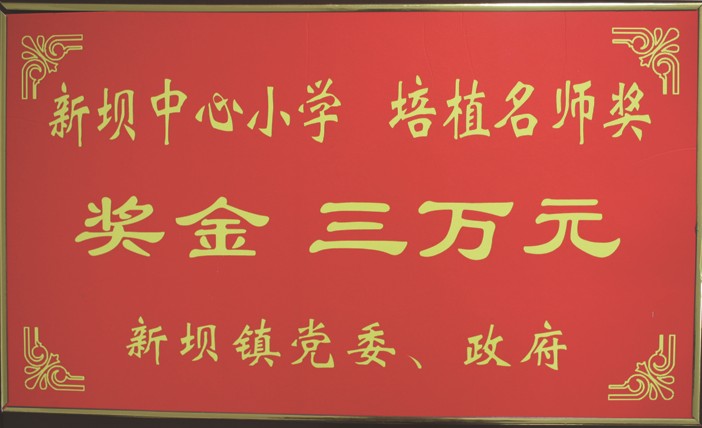 新坝中心小学 培植名师奖
奖金 三万元
新坝镇党委、政府